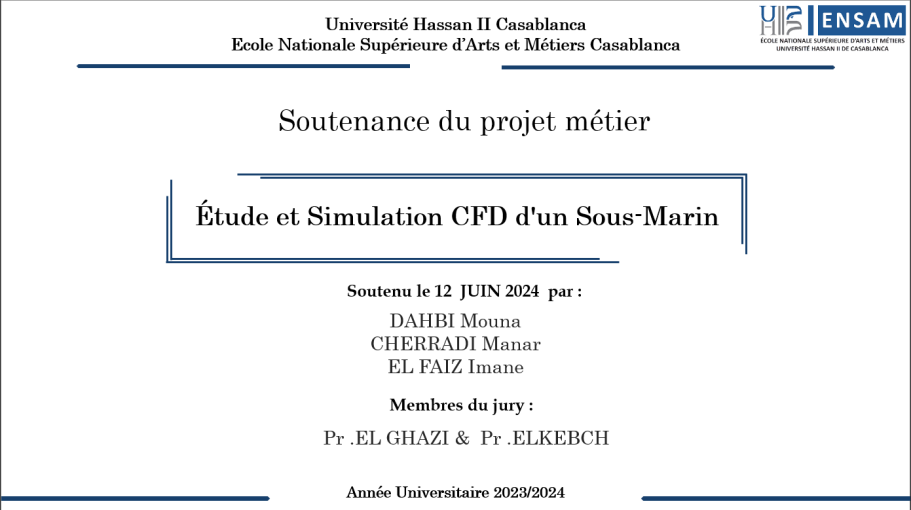 Université Hassan II Casablanca
Ecole Nationale Supérieure d'Arts et Métiers Casablanca
UH2C ENSAM
ÉCOLE NATIONALE SUPÉRIEURE D'ARTS ET MÉTIERS
UNIVERSITÉ HASSAN II DE CASABLANCA
Soutenance du projet métier
Étude et Simulation CFD d'un Sous-Marin
Soutenu le 12 JUIN 2024 par :
DAHBI Mouna
CHERRADI Manar
EL FAIZ Imane
Membres du jury :
Pr .EL GHAZI & Pr .ELKEBCH
Année Universitaire 2023/2024